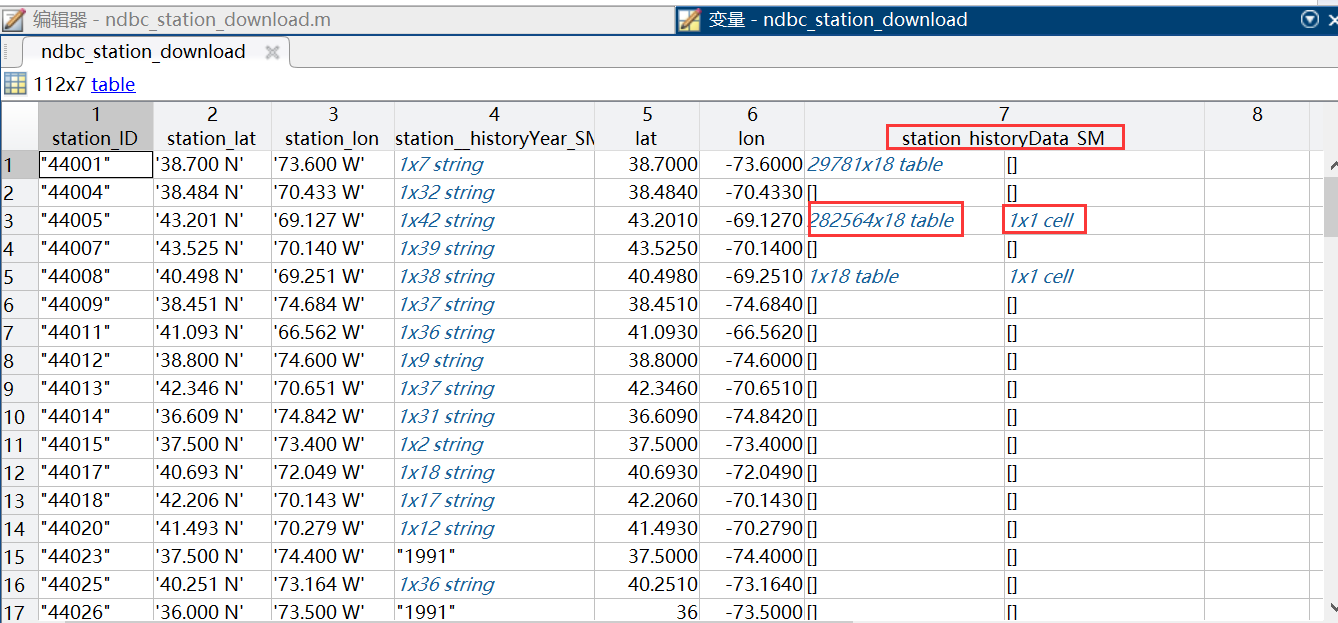 编辑器 - ndbc_station_download.m
变量 - ndbc_station_download
ndbc_station_download
112x7 table
1 2 3 4 5 6 7 8
station_ID station_lat station_lon station__historyYear_SM lat lon station_historyData_SM
1 "44001" '38.700 N' '73.600 W' 1x7 string 38.7000 -73.6000 29781x18 table []
2 "44004" '38.484 N' '70.433 W' 1x32 string 38.4840 -70.4330 [] []
3 "44005" '43.201 N' '69.127 W' 1x42 string 43.2010 -69.1270 282564x18 table 1x1 cell
4 "44007" '43.525 N' '70.140 W' 1x39 string 43.5250 -70.1400 [] []
5 "44008" '40.498 N' '69.251 W' 1x38 string 40.4980 -69.2510 1x18 table 1x1 cell
6 "44009" '38.451 N' '74.684 W' 1x37 string 38.4510 -74.6840 [] []
7 "44011" '41.093 N' '66.562 W' 1x36 string 41.0930 -66.5620 [] []
8 "44012" '38.800 N' '74.600 W' 1x9 string 38.8000 -74.6000 [] []
9 "44013" '42.346 N' '70.651 W' 1x37 string 42.3460 -70.6510 [] []
10 "44014" '36.609 N' '74.842 W' 1x31 string 36.6090 -74.8420 [] []
11 "44015" '37.500 N' '73.400 W' 1x2 string 37.5000 -73.4000 [] []
12 "44017" '40.693 N' '72.049 W' 1x18 string 40.6930 -72.0490 [] []
13 "44018" '42.206 N' '70.143 W' 1x17 string 42.2060 -70.1430 [] []
14 "44020" '41.493 N' '70.279 W' 1x12 string 41.4930 -70.2790 [] []
15 "44023" '37.500 N' '74.400 W' "1991" 37.5000 -74.4000 [] []
16 "44025" '40.251 N' '73.164 W' 1x36 string 40.2510 -73.1640 [] []
17 "44026" '36.000 N' '73.500 W' "1991" 36 -73.5000 [] []